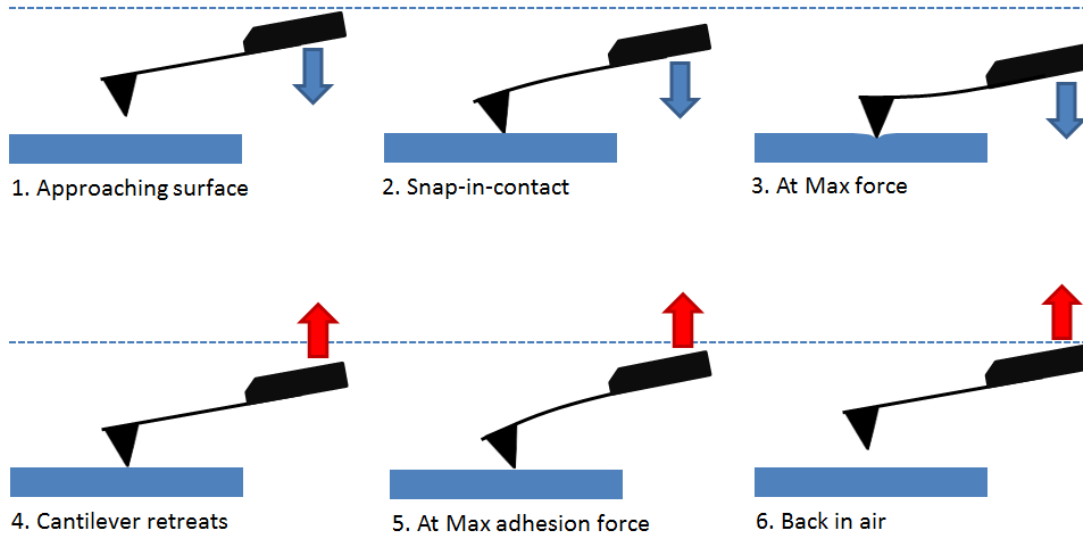 1. Approaching surface
2. Snap-in-contact
3. At Max force
4. Cantilever retreats
5. At Max adhesion force
6. Back in air